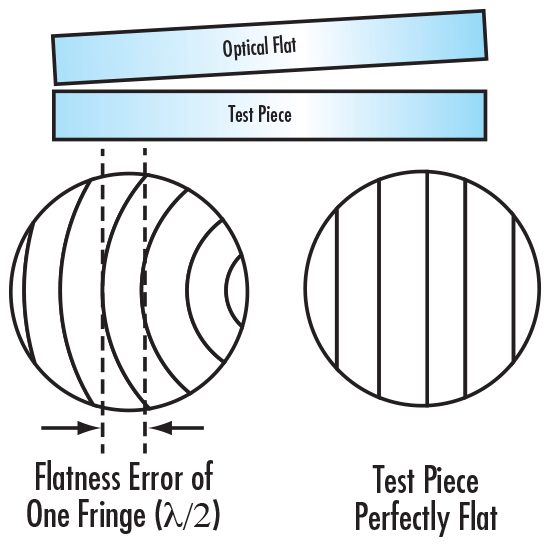 Optical Flat
Test Piece
Flatness Error of
One Fringe (λ/2)
Test Piece
Perfectly Flat